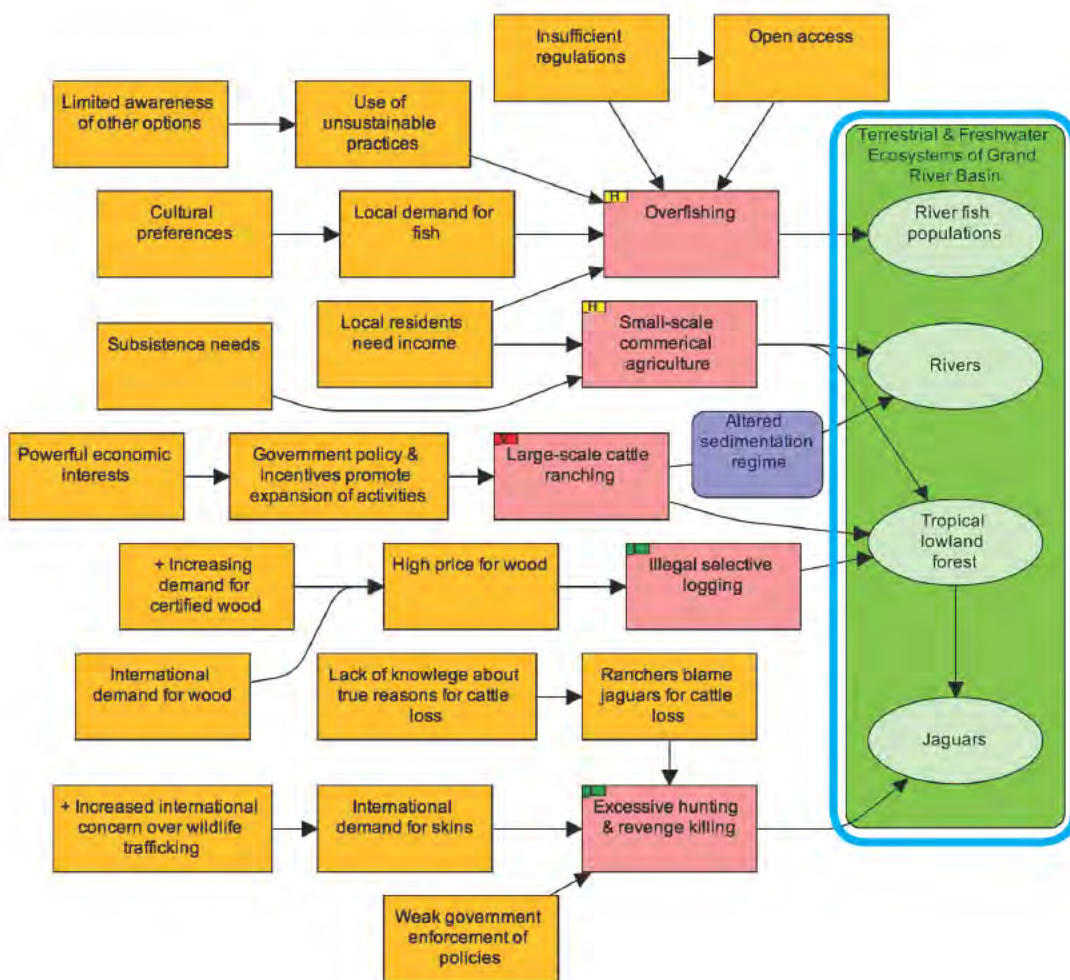 Insufficient
regulations
Open access
Limited awareness
of other options
Use of
unsustainable
practices
Terrestrial & Freshwater
Ecosystems of Grand
River Basin
Cultural
preferences
Local demand for
fish
H
Overfishing
River fish
populations
Subsistence needs
Local residents
need income
H
Small-scale
commerical
agriculture
Rivers
Altered
sedimentation
regime
Powerful economic
interests
Government policy &
incentives promote
expansion of activities
Large-scale cattle
ranching
Tropical
lowland
forest
+ Increasing
demand for
certified wood
High price for wood
Illegal selective
logging
International
demand for wood
Lack of knowlege about
true reasons for cattle
loss
Ranchers blame
jaguars for cattle
loss
Jaguars
+ Increased international
concern over wildlife
trafficking
International
demand for skins
Excessive hunting
& revenge killing
Weak government
enforcement of
policies